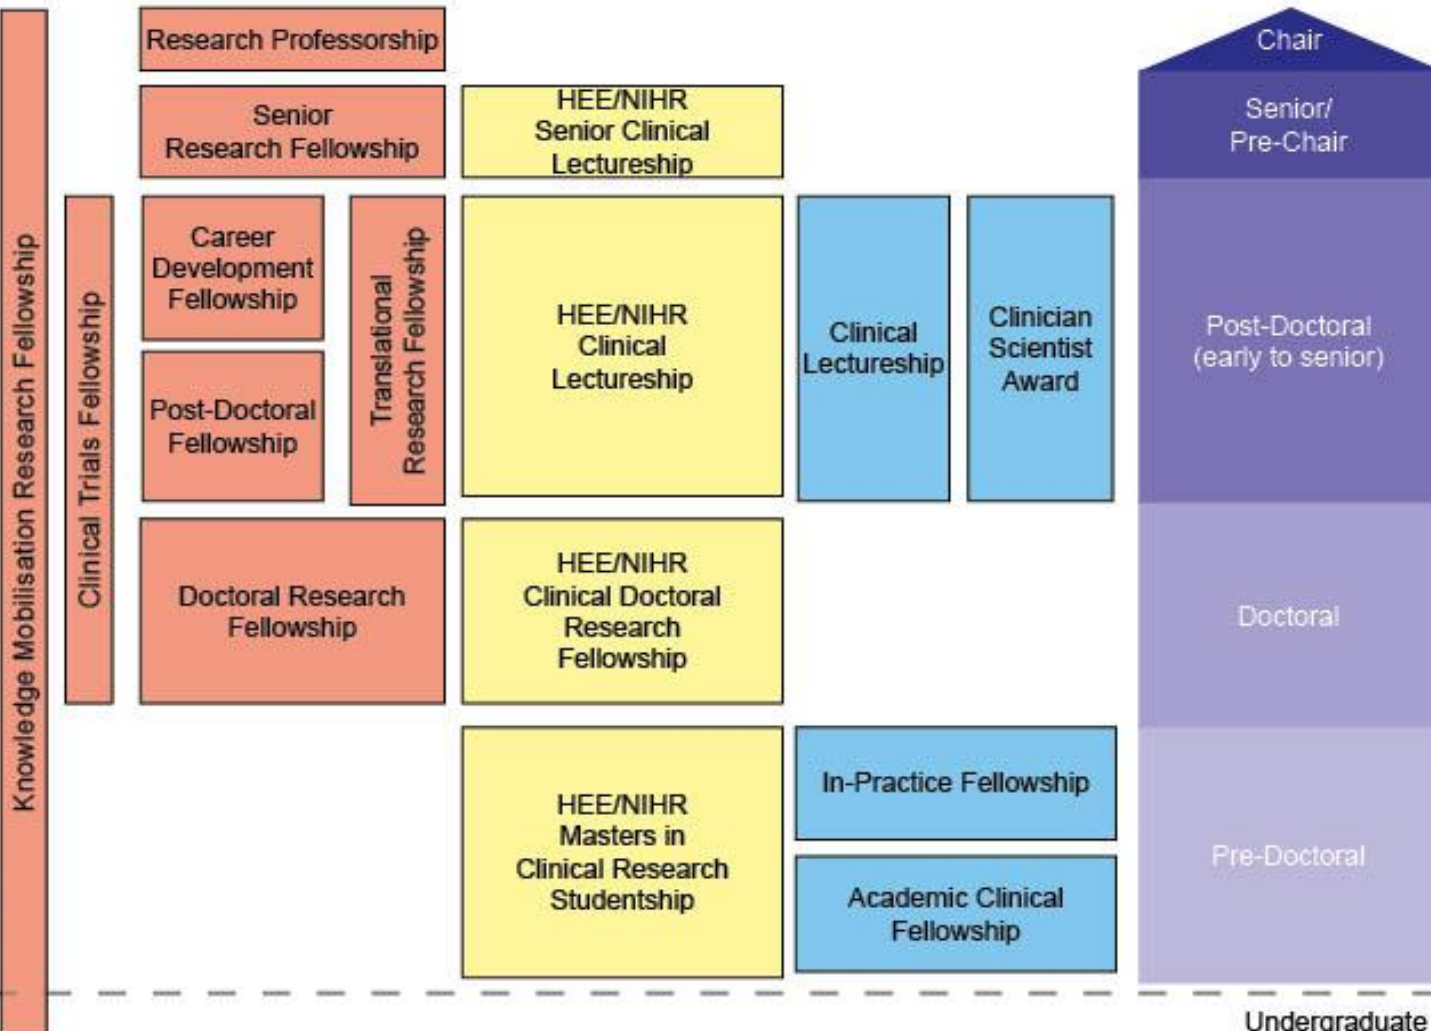 Research Professorship
Chair
Senior
Research Fellowship
HEE/NIHR
Senior Clinical
Lectureship
Senior/
Pre-Chair
Knowledge Mobilisation Research Fellowship
Clinical Trials Fellowship
Career
Development
Fellowship
Post-Doctoral
Fellowship
Translational
Research Fellowship
HEE/NIHR
Clinical
Lectureship
Clinical
Lectureship
Clinician
Scientist
Award
Post-Doctoral
(early to senior)
Doctoral Research
Fellowship
HEE/NIHR
Clinical Doctoral
Research
Fellowship
Doctoral
HEE/NIHR
Masters in
Clinical Research
Studentship
In-Practice Fellowship
Academic Clinical
Fellowship
Pre-Doctoral
Undergraduate